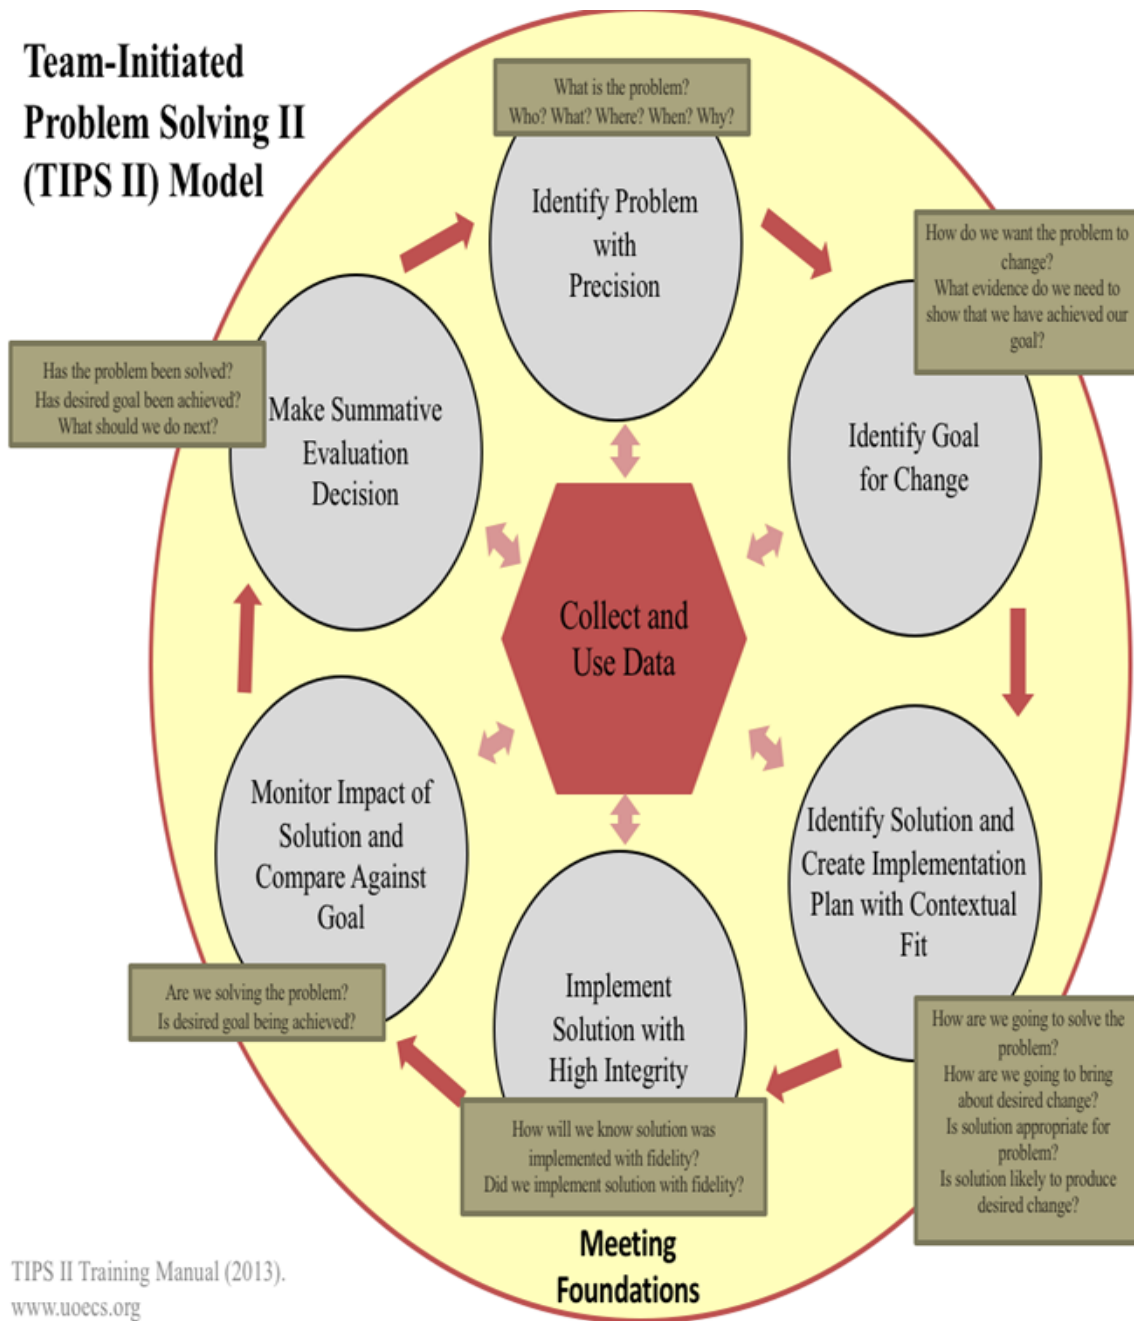 Team-Initiated
Problem Solving II
(TIPS II) Model
What is the problem?
Who? What? Where? When? Why?
Identify Problem
with
Precision
How do we want the problem to
change?
What evidence do we need to
show that we have achieved our
goal?
Identify Goal
for Change
Has the problem been solved?
Has desired goal been achieved?
What should we do next?
Make Summative
Evaluation
Decision
Collect and
Use Data
Monitor Impact of
Solution and
Compare Against
Goal
Are we solving the problem?
Is desired goal being achieved?
Identify Solution and
Create Implementation
Plan with Contextual
Fit
How are we going to solve the
problem?
How are we going to bring
about desired change?
Is solution appropriate for
problem?
Is solution likely to produce
desired change?
Implement
Solution with
High Integrity
How will we know solution was
implemented with fidelity?
Did we implement solution with fidelity?
Meeting
Foundations
TIPS II Training Manual (2013).
www.uoecs.org